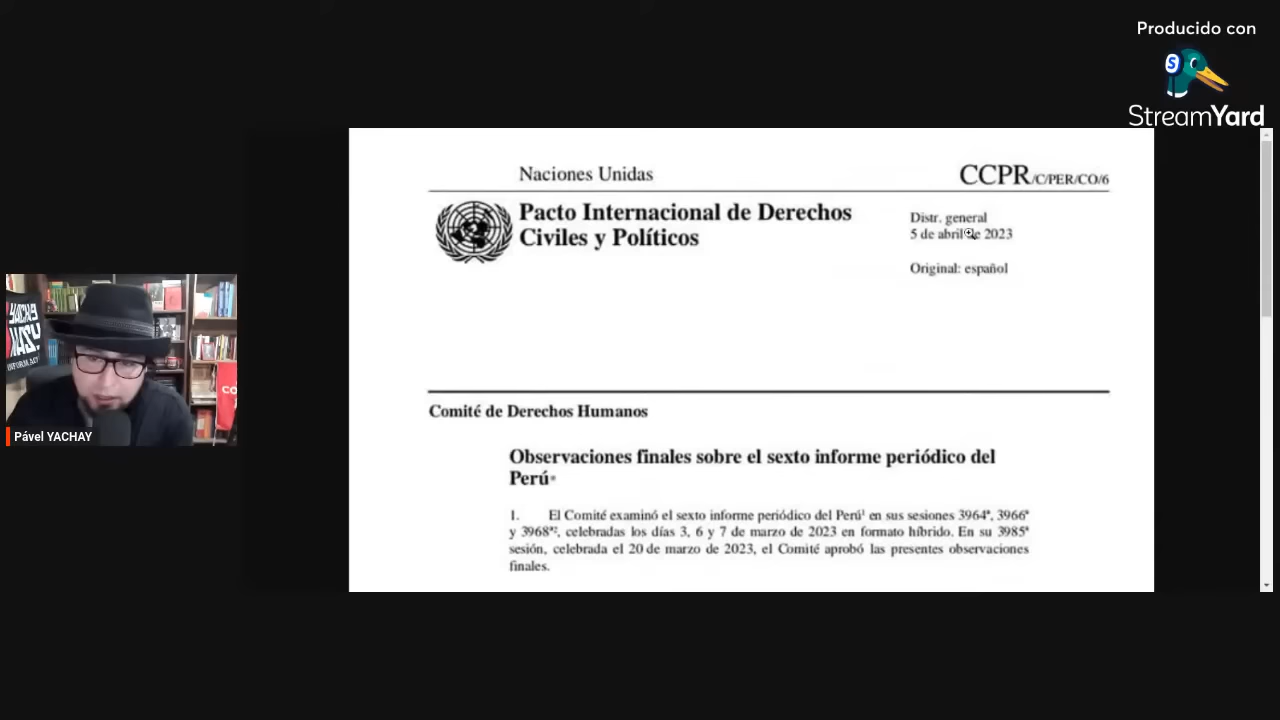 Producido con
StreamYard
Naciones Unidas
CCPR/C/PER/CO/6
Pacto Internacional de Derechos
Civiles y Políticos
Distr. general
5 de abril de 2023
Original: español
Comité de Derechos Humanos
Observaciones finales sobre el sexto informe periódico del
Perú*
1. El Comité examinó el sexto informe periódico del Perú¹ en sus sesiones 3964ª, 3966ª
y 3968ª², celebradas los días 3, 6 y 7 de marzo de 2023 en formato híbrido. En su 3985ª
sesión, celebrada el 20 de marzo de 2023, el Comité aprobó las presentes observaciones
finales.
Pável YACHAY